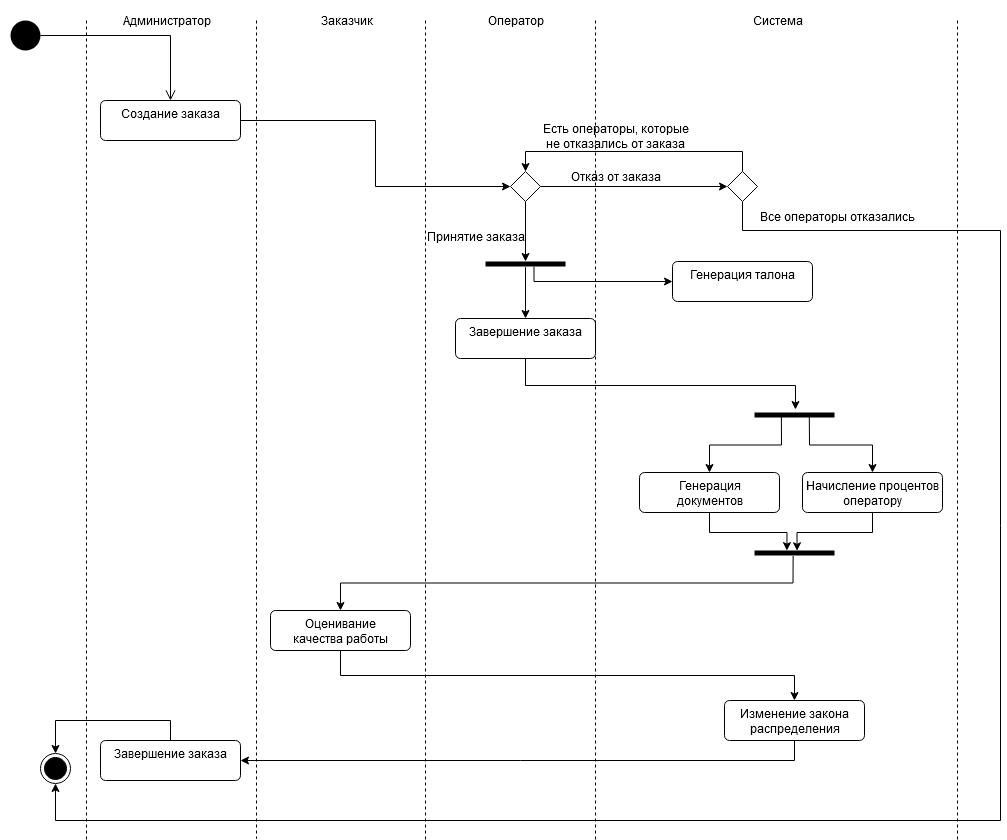 Администратор
Заказчик
Оператор
Система
Создание заказа
Есть операторы, которые
не отказались от заказа
Отказ от заказа
Все операторы отказались
Принятие заказа
Генерация талона
Завершение заказа
Генерация
документов
Начисление процентов
оператору
Оценивание
качества работы
Изменение закона
распределения
Завершение заказа